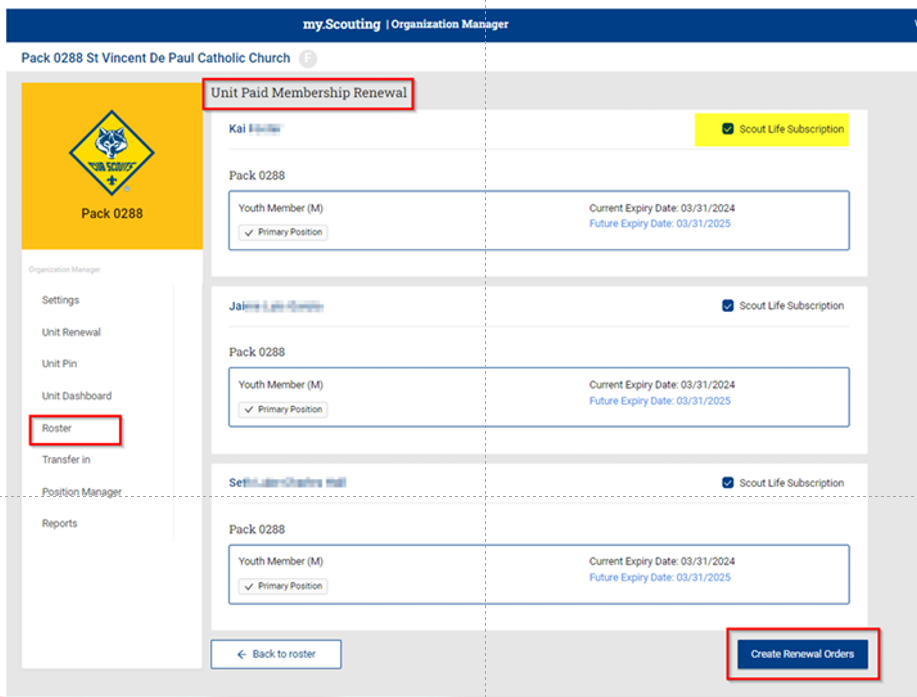 my.Scouting | Organization Manager
Pack 0288 St Vincent De Paul Catholic Church F
CUB SCOUTS
Pack 0288
Organization Manager
Settings
Unit Renewal
Unit Pin
Unit Dashboard
Roster
Transfer in
Position Manager
Reports
Unit Paid Membership Renewal
Kai
Scout Life Subscription
Pack 0288
Youth Member (M)
Current Expiry Date: 03/31/2024
Primary Position
Future Expiry Date: 03/31/2025
Scout Life Subscription
Pack 0288
Youth Member (M)
Current Expiry Date: 03/31/2024
Primary Position
Future Expiry Date: 03/31/2025
Scout Life Subscription
Pack 0288
Youth Member (M)
Current Expiry Date: 03/31/2024
Primary Position
Future Expiry Date: 03/31/2025
Back to roster
Create Renewal Orders